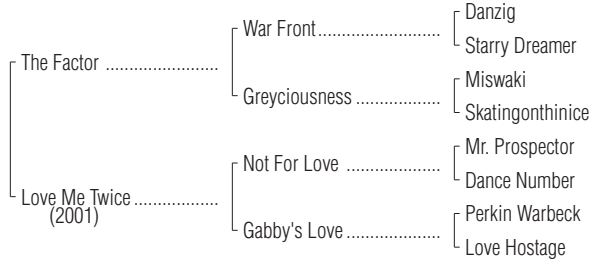 Danzig
War Front........................
Starry Dreamer
The Factor ......................
Miswaki
Greyciousness .................
Skatingonthinice
Mr. Prospector
Not For Love ...................
Dance Number
Love Me Twice .................
(2001)
Perkin Warbeck
Gabby's Love ...................
Love Hostage